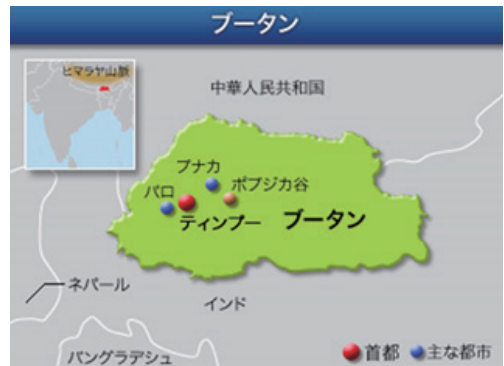 ブータン
ヒマラヤ山脈
中華人民共和国
プナカ
ポプジカ谷
パロ
ティンプー
ブータン
ネパール
インド
バングラデシュ
首都 主な都市